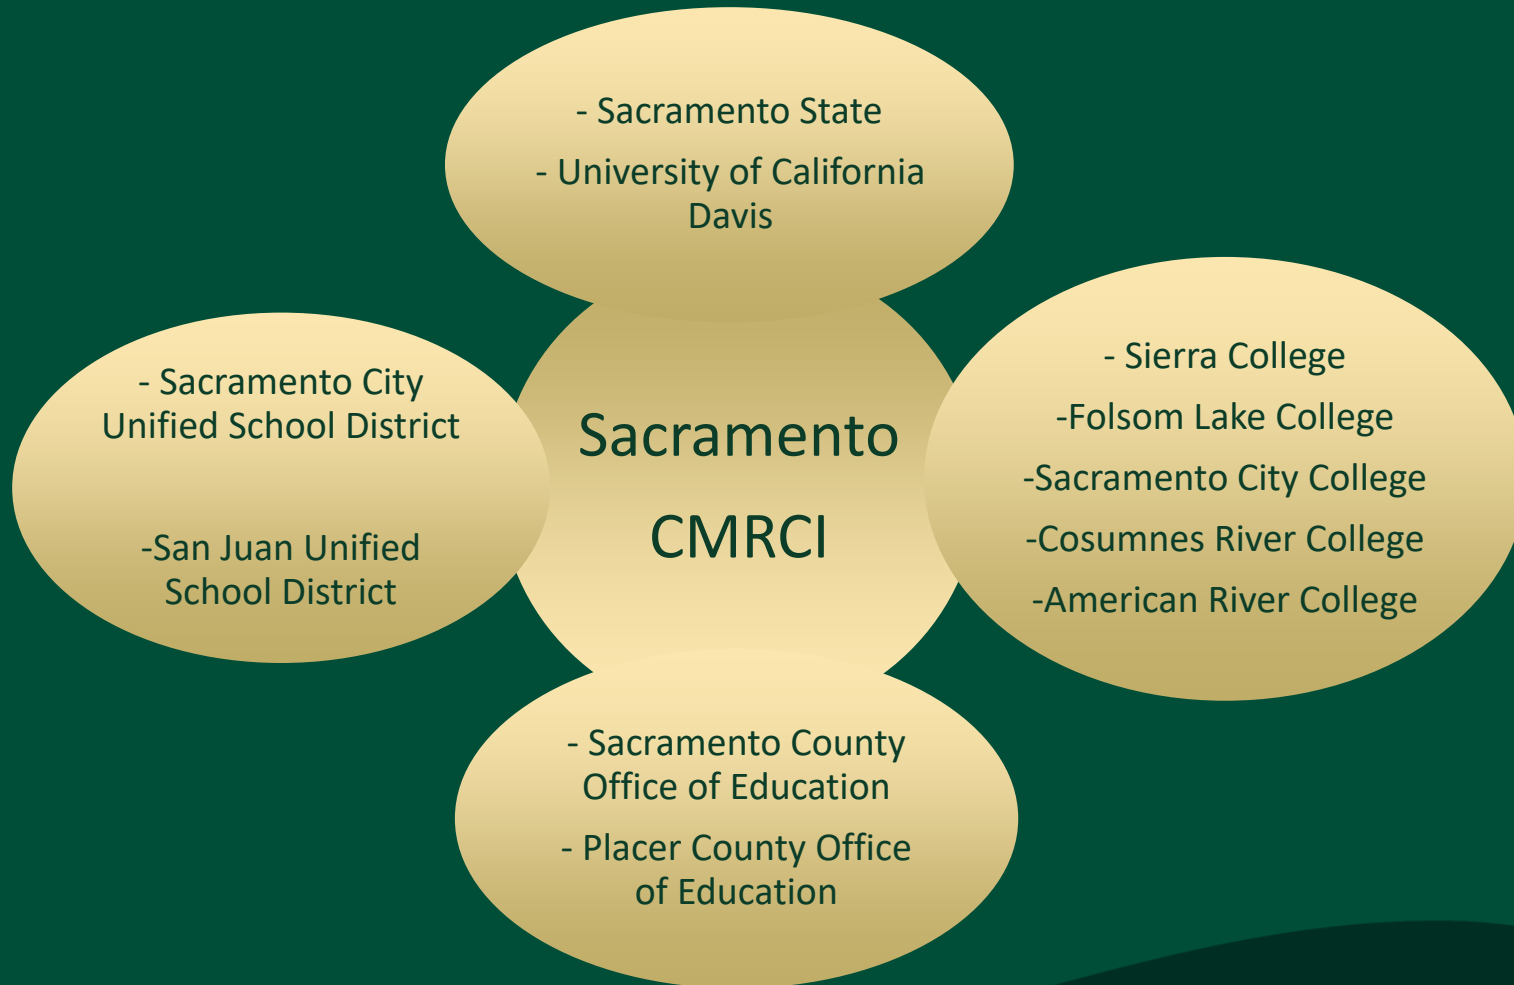 - Sacramento State
- University of California
Davis
- Sacramento City
Unified School District
-San Juan Unified
School District
Sacramento
CMRCI
- Sierra College
-Folsom Lake College
-Sacramento City College
-Cosumnes River College
-American River College
- Sacramento County
Office of Education
- Placer County Office
of Education